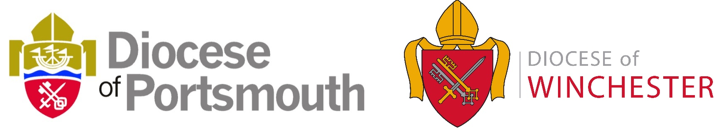 Diocese
of Portsmouth
DIOCESE of
WINCHESTER